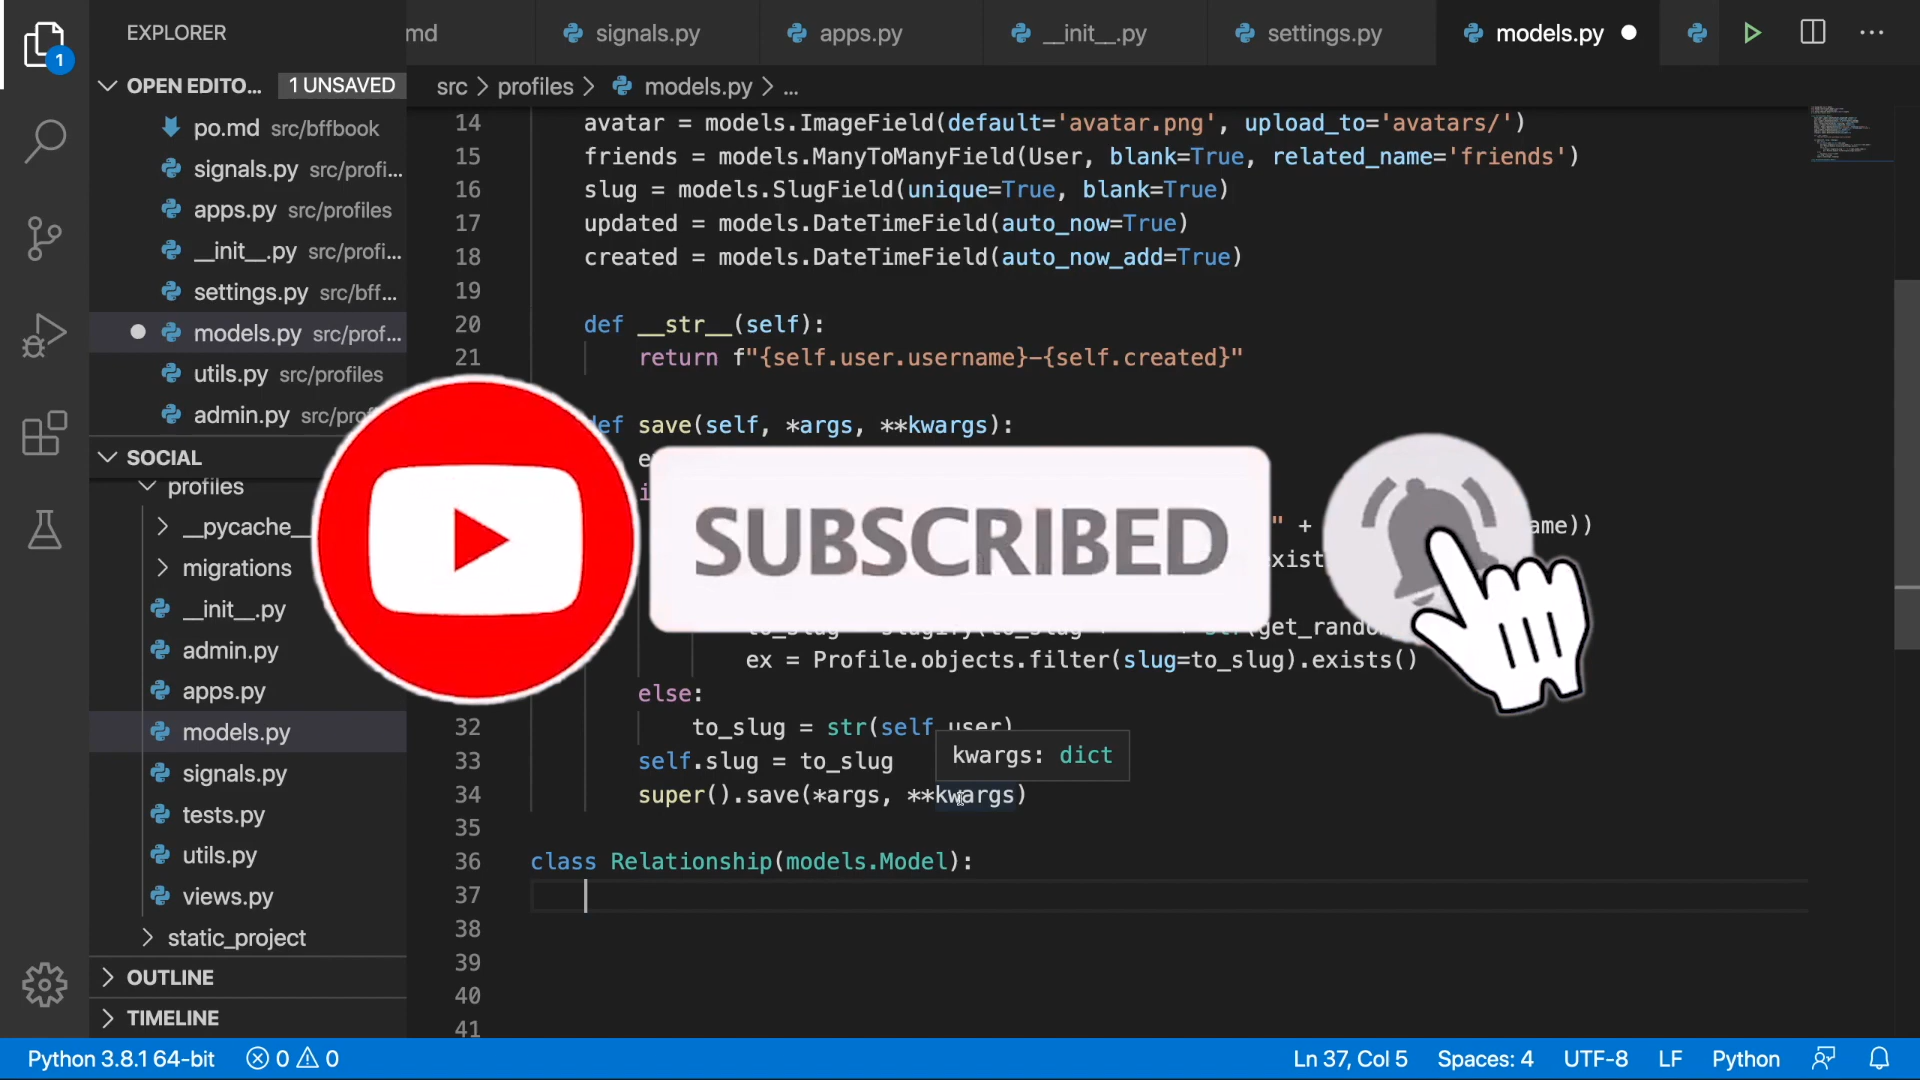 EXPLORER
md
signals.py
apps.py
__init__.py
settings.py
models.py
OPEN EDITO...
1 UNSAVED
src
profiles
models.py
...
po.md src/bffbook
signals.py src/profi...
apps.py src/profiles
__init__.py src/profi...
settings.py src/bff...
models.py src/prof...
utils.py src/profiles
admin.py
SOCIAL
profiles
migrations
__init__.py
admin.py
apps.py
models.py
signals.py
tests.py
utils.py
views.py
static_project
OUTLINE
TIMELINE
14 avatar = models.ImageField(default='avatar.png', upload_to='avatars/')
15 friends = models.ManyToManyField(User, blank=True, related_name='friends')
16 slug = models.SlugField(unique=True, blank=True)
17 updated = models.DateTimeField(auto_now=True)
18 created = models.DateTimeField(auto_now_add=True)
19
20 def __str__(self):
21 return f"{self.user.username}-{self.created}"
save(self, *args, **kwargs):
" +
SUBSCRIBED
ex = Profile.objects.filter(slug=to_slug).exists()
else:
32 to_slug = str(self user)
kwargs: dict
33 self.slug = to_slug
34 super().save(*args, **kwargs)
35
36 class Relationship(models.Model):
37
38
39
40
41
1
Python 3.8.1 64-bit
0
0
Ln 37, Col 5
Spaces: 4
UTF-8
LF
Python